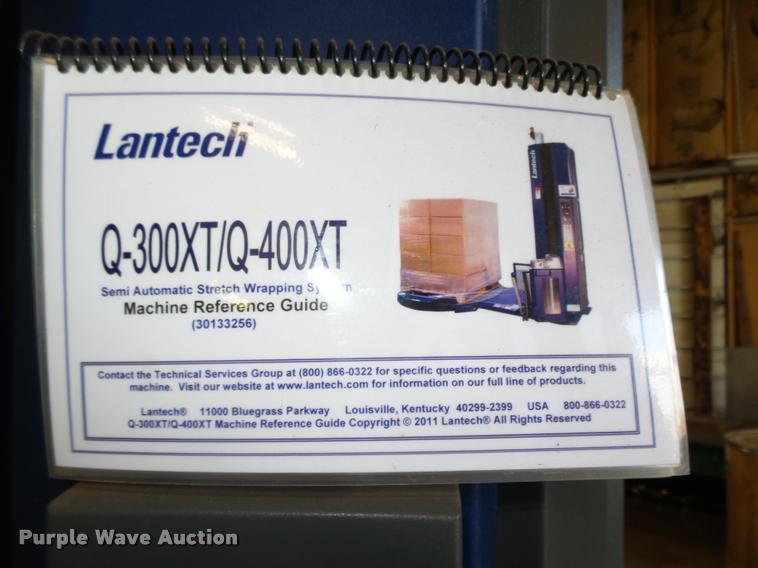 Lantech
Lantech
Q-300XT/Q-400XT
Semi Automatic Stretch Wrapping System
Machine Reference Guide
(30133256)
Contact the Technical Services Group at (800) 866-0322 for specific questions or feedback regarding this
machine. Visit our website at www.lantech.com for information on our full line of products.
Lantech® 11000 Bluegrass Parkway Louisville, Kentucky 40299-2399 USA 800-866-0322
Q-300XT/Q-400XT Machine Reference Guide Copyright © 2011 Lantech® All Rights Reserved
Purple Wave Auction